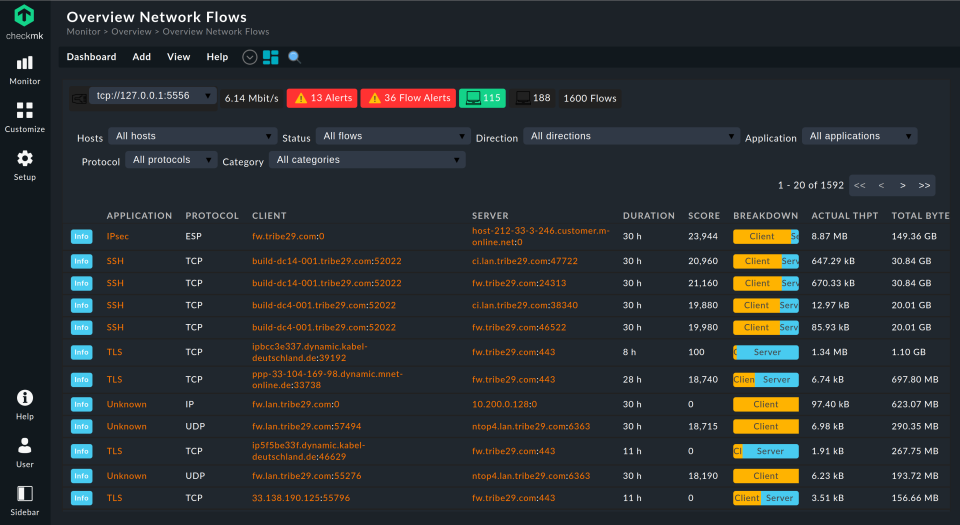 Overview Network Flows
Monitor > Overview > Overview Network Flows
checkmk
Dashboard Add View Help
Monitor
Customize
Setup
Help
User
Sidebar
tcp://127.0.0.1:5556 6.14 Mbit/s 13 Alerts 36 Flow Alerts 115 188 1600 Flows
Hosts All hosts Status All flows Direction All directions Application All applications
Protocol All protocols Category All categories
1 - 20 of 1592 << < > >>
APPLICATION PROTOCOL CLIENT SERVER DURATION SCORE BREAKDOWN ACTUAL THPT TOTAL BYTE
Info IPsec ESP fw.tribe29.com:0 host-212-33-3-246.customer.m-
online.net:0 30 h 23,944 Client Se 8.87 MB 149.36 GB
Info SSH TCP build-dc14-001.tribe29.com:52022 ci.lan.tribe29.com:47722 30 h 20,960 Client Serv 647.29 kB 30.84 GB
Info SSH TCP build-dc14-001.tribe29.com:52022 fw.tribe29.com:24313 30 h 21,160 Client Serv 670.33 kB 30.84 GB
Info SSH TCP build-dc4-001.tribe29.com:52022 ci.lan.tribe29.com:38340 30 h 19,880 Client Serv 12.97 kB 20.01 GB
Info SSH TCP build-dc4-001.tribe29.com:52022 fw.tribe29.com:46522 30 h 19,980 Client Serv 85.93 kB 20.01 GB
Info TLS TCP ipbcc3e337.dynamic.kabel-
deutschland.de:39192 fw.tribe29.com:443 8 h 100 C Server 1.34 MB 1.10 GB
Info TLS TCP ppp-33-104-169-98.dynamic.mnet-
online.de:33738 fw.tribe29.com:443 28 h 18,740 Clien Server 6.74 kB 697.80 MB
Info Unknown IP fw.lan.tribe29.com:0 10.200.0.128:0 30 h 0 Client 97.40 kB 623.07 MB
Info Unknown UDP fw.lan.tribe29.com:57494 ntop4.lan.tribe29.com:6363 30 h 18,715 Client 6.98 kB 290.35 MB
Info TLS TCP ip5f5be33f.dynamic.kabel-
deutschland.de:46629 fw.tribe29.com:443 11 h 0 Cl Server 1.91 kB 267.75 MB
Info Unknown UDP fw.lan.tribe29.com:55276 ntop4.lan.tribe29.com:6363 30 h 18,190 Client 6.23 kB 193.72 MB
Info TLS TCP 33.138.190.125:55796 fw.tribe29.com:443 11 h 0 Client Server 3.51 kB 156.66 MB